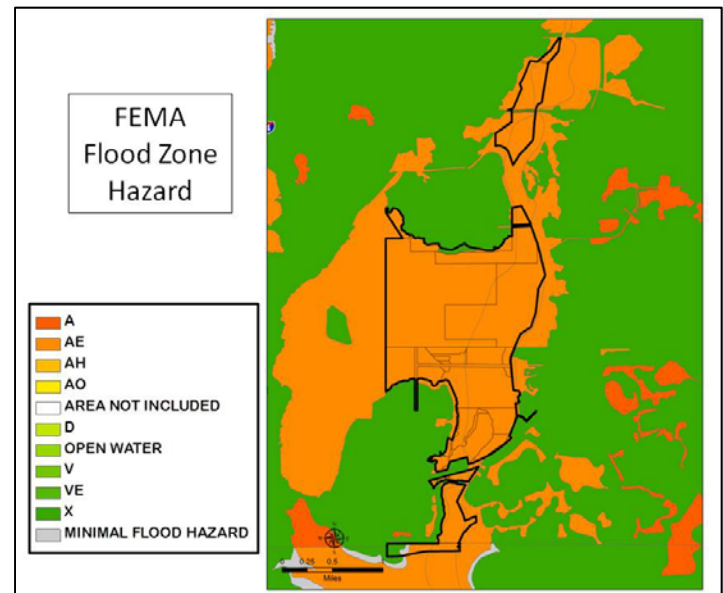 FEMA
Flood Zone
Hazard
A
AE
AH
AO
AREA NOT INCLUDED
D
OPEN WATER
V
VE
X
MINIMAL FLOOD HAZARD
0 0.25 0.5
Miles